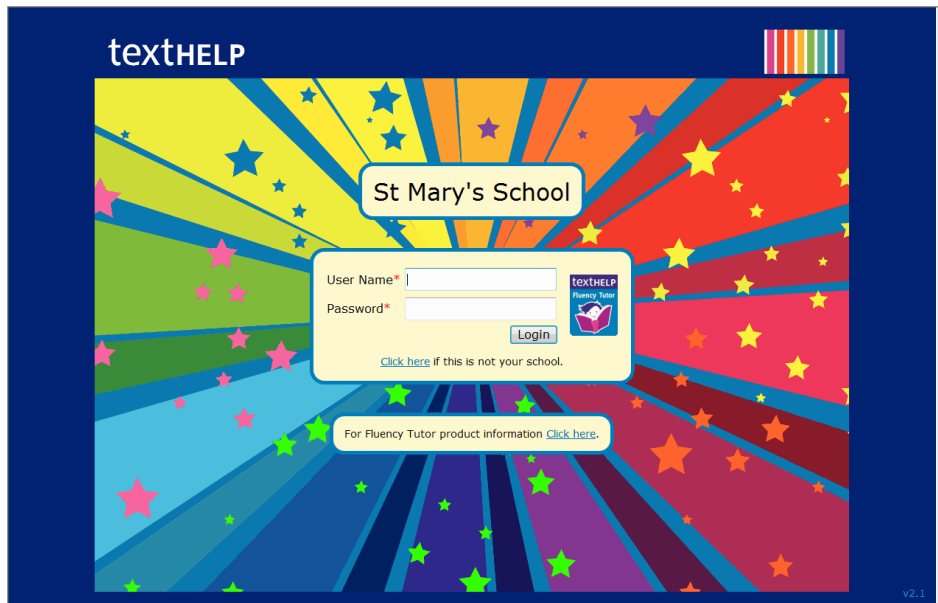 textHELP
St Mary's School
User Name*
textHELP
Fluency Tutor
Password*
Login
Click here if this is not your school.
For Fluency Tutor product information Click here.
v2.1